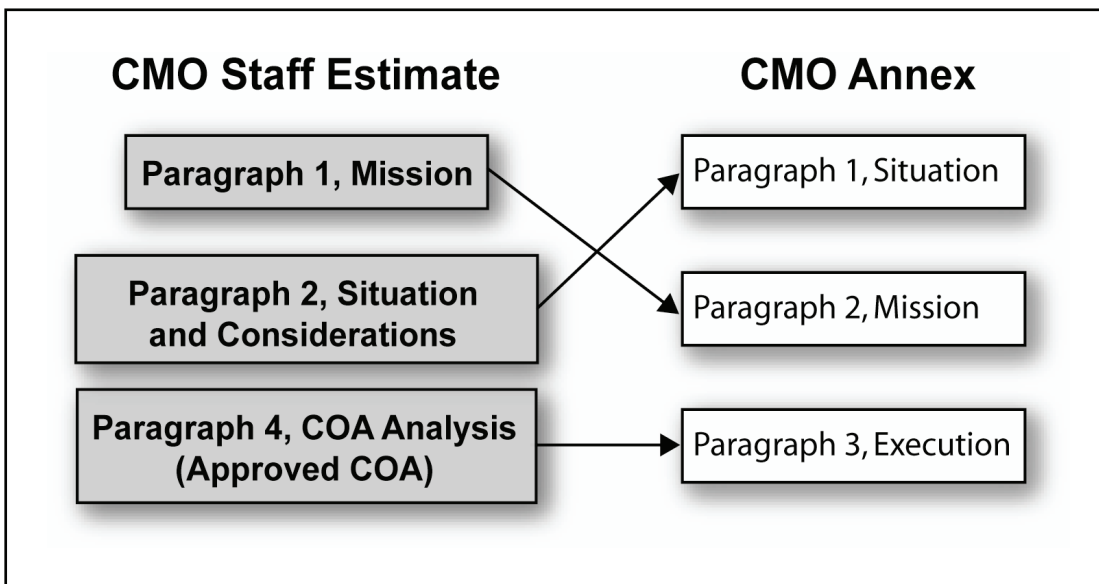 CMO Staff Estimate
Paragraph 1, Mission
Paragraph 2, Situation
and Considerations
Paragraph 4, COA Analysis
(Approved COA)
CMO Annex
Paragraph 1, Situation
Paragraph 2, Mission
Paragraph 3, Execution